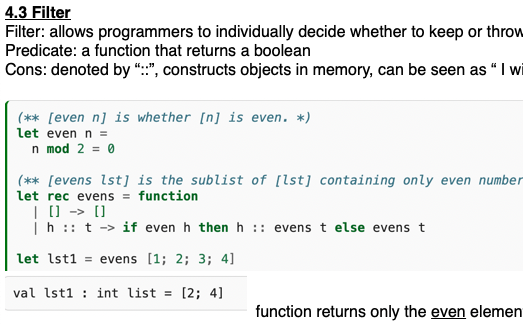 4.3 Filter
Filter: allows programmers to individually decide whether to keep or throw
Predicate: a function that returns a boolean
Cons: denoted by “::”, constructs objects in memory, can be seen as “ I wi
(** [even n] is whether [n] is even. *)
let even n =
  n mod 2 = 0
(** [evens lst] is the sublist of [lst] containing only even number
let rec evens = function
  | [] -> []
  | h :: t -> if even h then h :: evens t else evens t
let lst1 = evens [1; 2; 3; 4]
val lst1 : int list = [2; 4]
function returns only the even elemen